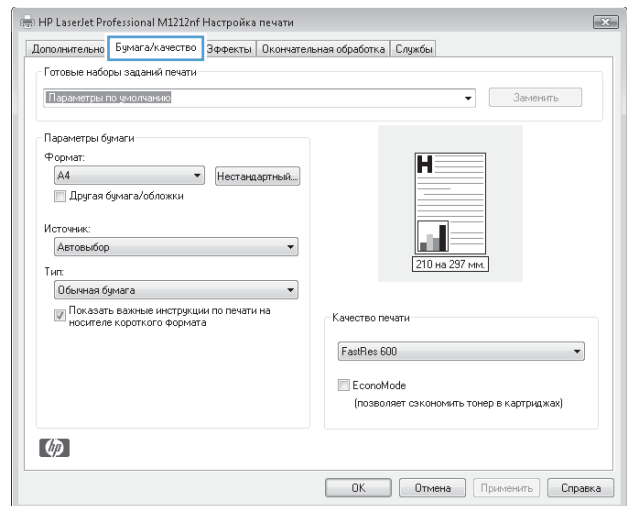 HP LaserJet Professional M1212nf Настройка печати
Дополнительно Бумага/качество Эффекты Окончательная обработка Службы
Готовые наборы заданий печати
Параметры по умолчанию
Заменить
Параметры бумаги
Формат:
A4
Нестандартный...
Другая бумага/обложки
Источник:
Автовыбор
Тип:
Обычная бумага
Показать важные инструкции по печати на
носителе короткого формата
H
210 на 297 мм.
Качество печати
FastRes 600
EconoMode
(позволяет сэкономить тонер в картриджах)
hp
OK Отмена Применить Справка